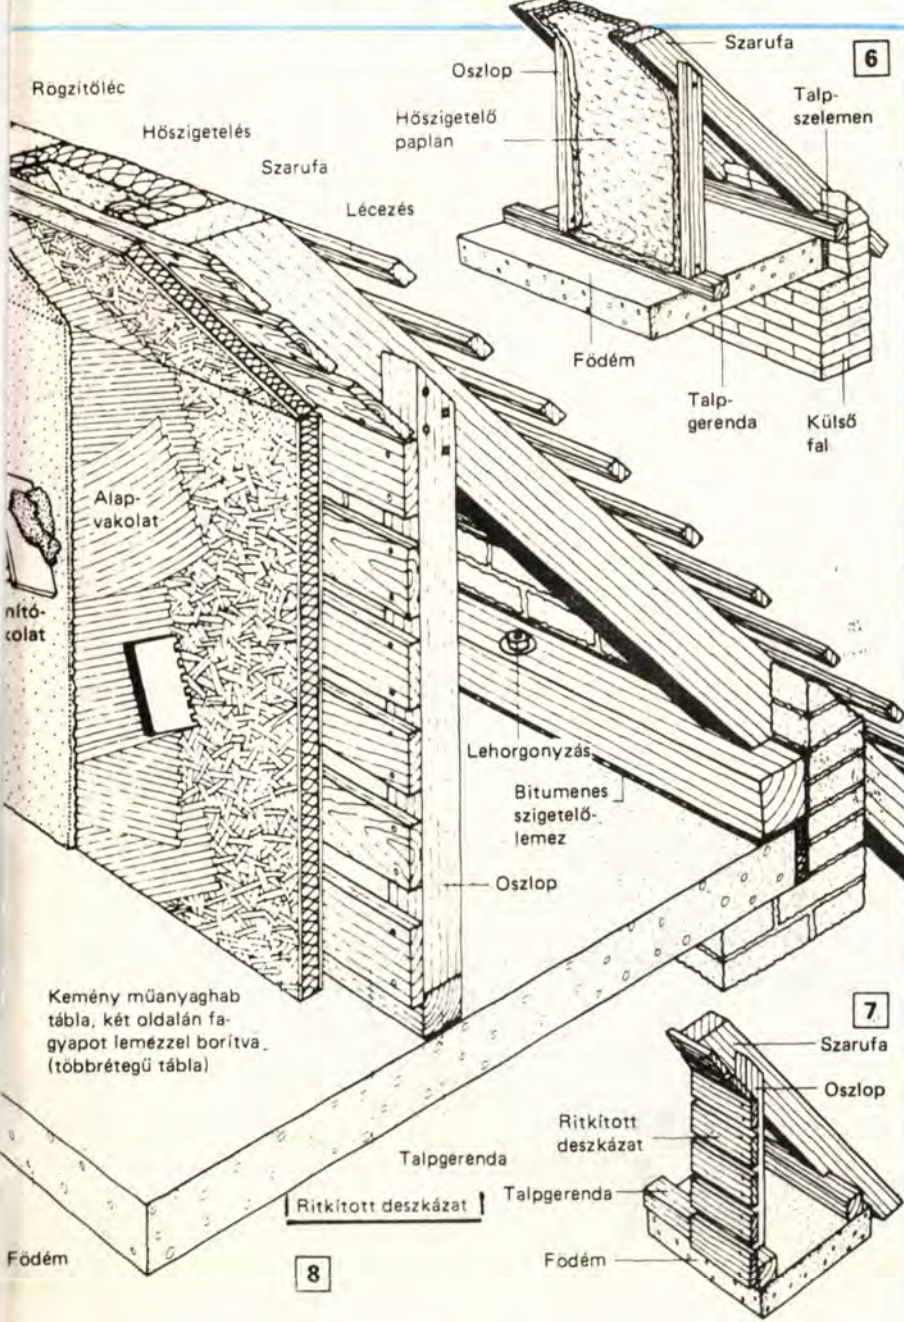 Rögzítőléc
Hőszigetelés
Szarufa
Lécezés
Alap-
vakolat
nító-
kolat
Lehorgonyzás
Bitumenes
szigetelő-
lemez
Oszlop
Kemény műanyaghab
tábla, két oldalán fa-
gyapot lemezzel borítva
(többrétegű tábla)
Talpgerenda
Ritkított deszkázat
Födém
8
6
Szarufa
Oszlop
Talp-
szelemen
Hőszigetelő
paplan
Födém
Talp-
gerenda
Külső
fal
7
Szarufa
Oszlop
Ritkított
deszkázat
Talpgerenda
Födém